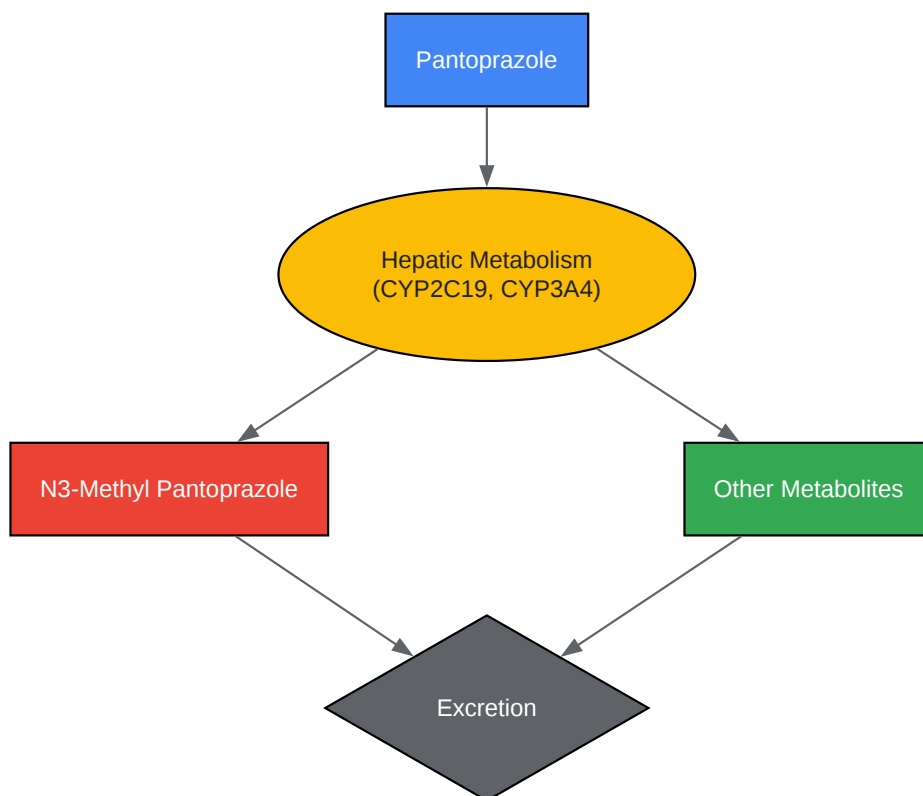 Pantoprazole
Hepatic Metabolism
(CYP2C19, CYP3A4)
N3-Methyl Pantoprazole
Other Metabolites
Excretion